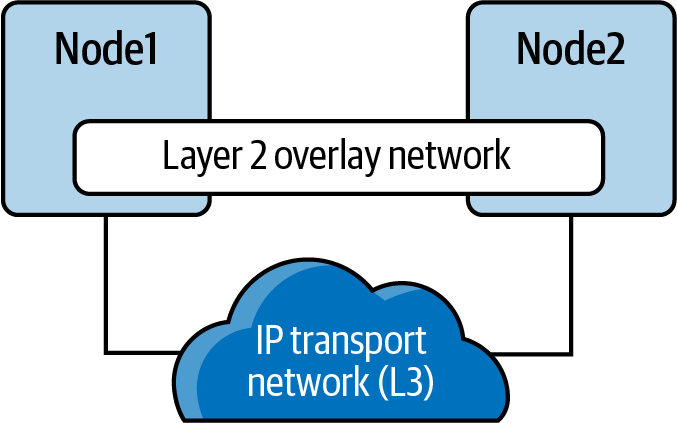 Node1
Node2
Layer 2 overlay network
IP transport
network (L3)